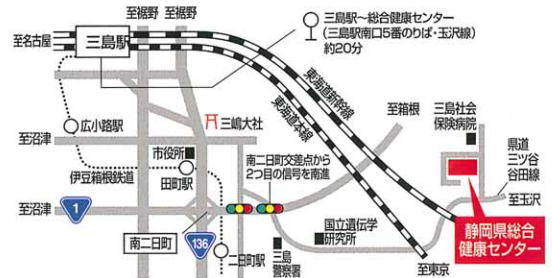 至裾野 至裾野
至名古屋
三島駅
三島駅〜総合健康センター
(三島駅南口5番のりば・玉沢線)
約20分
東海道新幹線
東海道本線
至箱根
三島社会
保険病院
県道
三ツ谷
谷田線
至玉沢
広小路駅
三嶋大社
至沼津
市役所
伊豆箱根鉄道
田町駅
南二日町交差点から
2つ目の信号を南進
至沼津
1
南二日町
136
二日町駅
三島
警察署
国立遺伝学
研究所
至東京
静岡県総合
健康センター